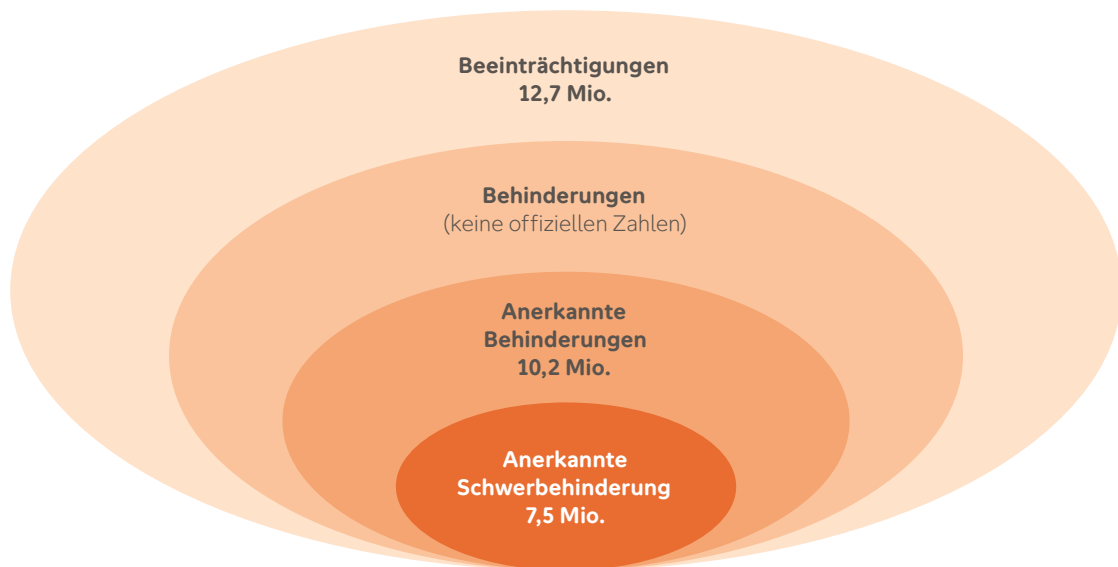 Beeinträchtigungen
12,7 Mio.
Behinderungen
(keine offiziellen Zahlen)
Anerkannte
Behinderungen
10,2 Mio.
Anerkannte
Schwerbehinderung
7,5 Mio.